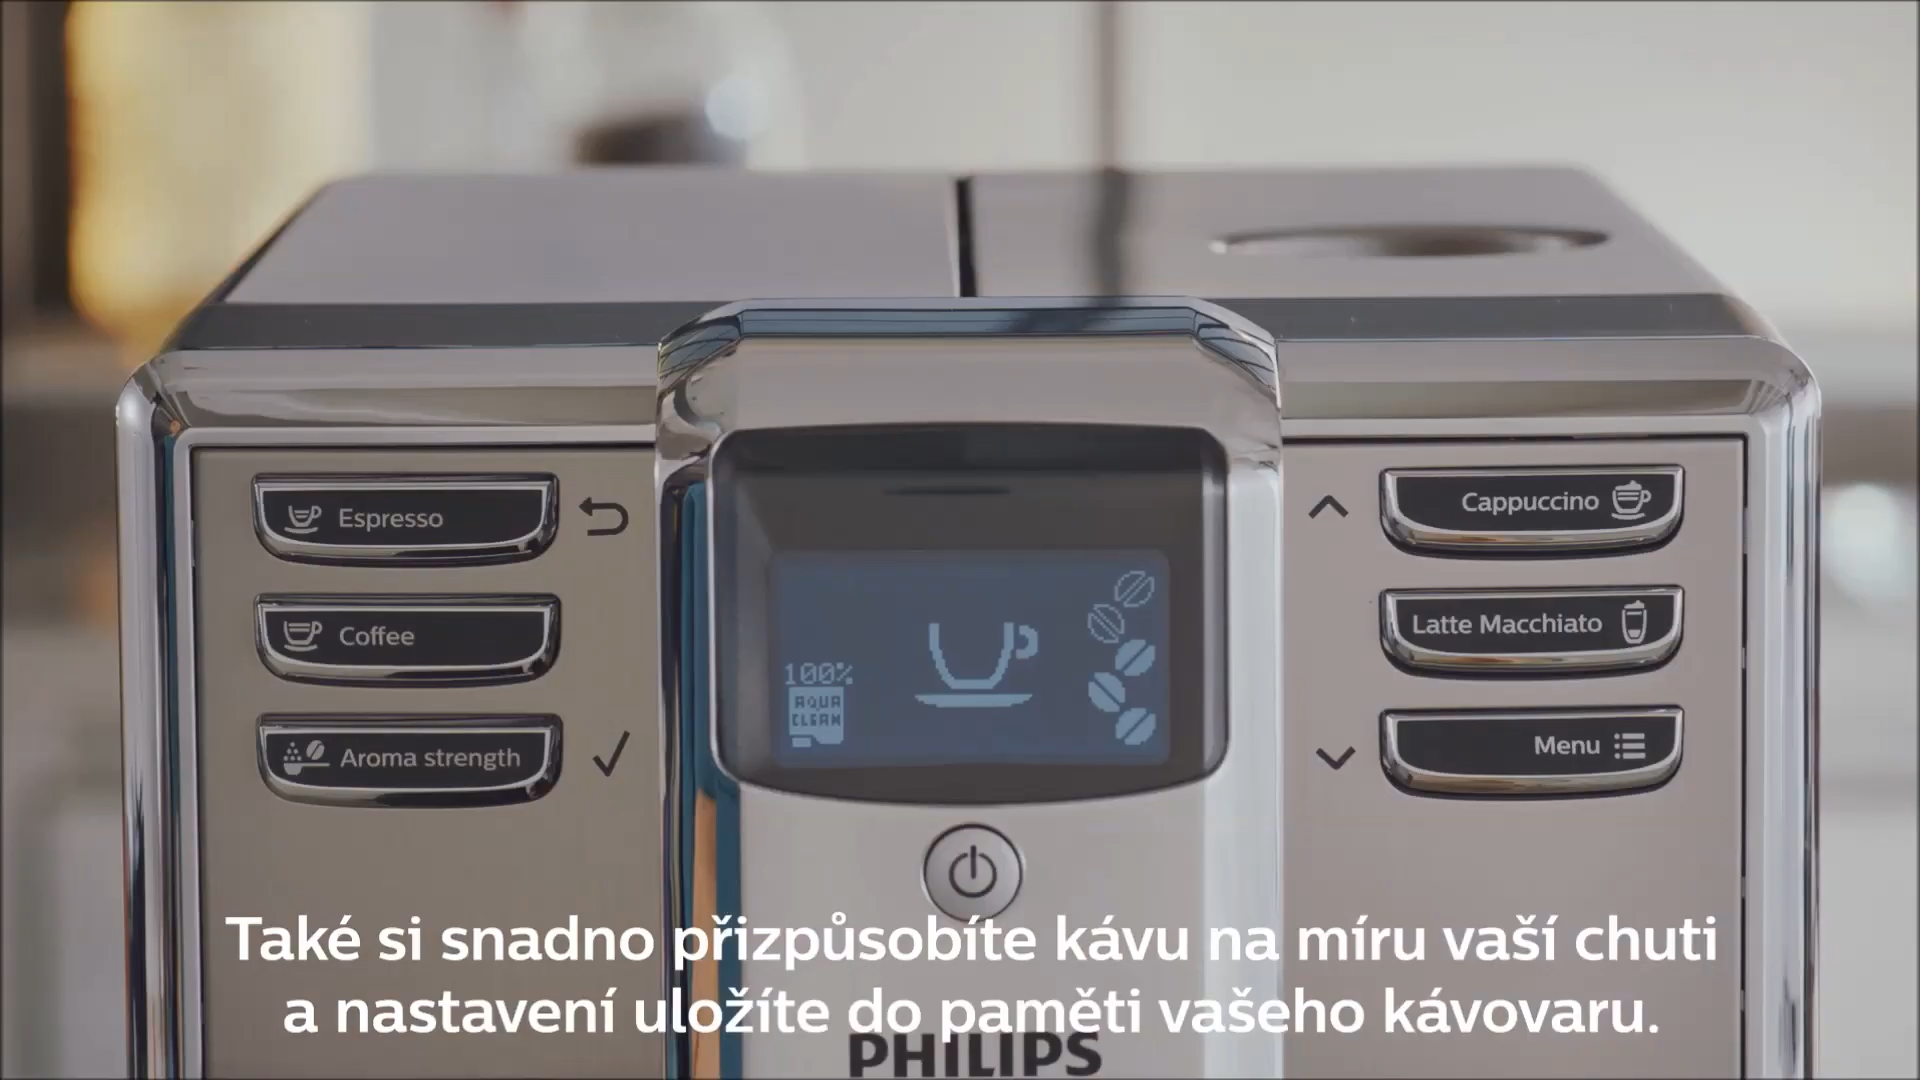 Espresso
Cappuccino
Coffee
Latte Macchiato
100%
AQUA
CLEAN
Aroma strength
Menu
Také si snadno přizpůsobíte kávu na míru vaší chuti
a nastavení uložíte do paměti vašeho kávovaru.
PHILIPS